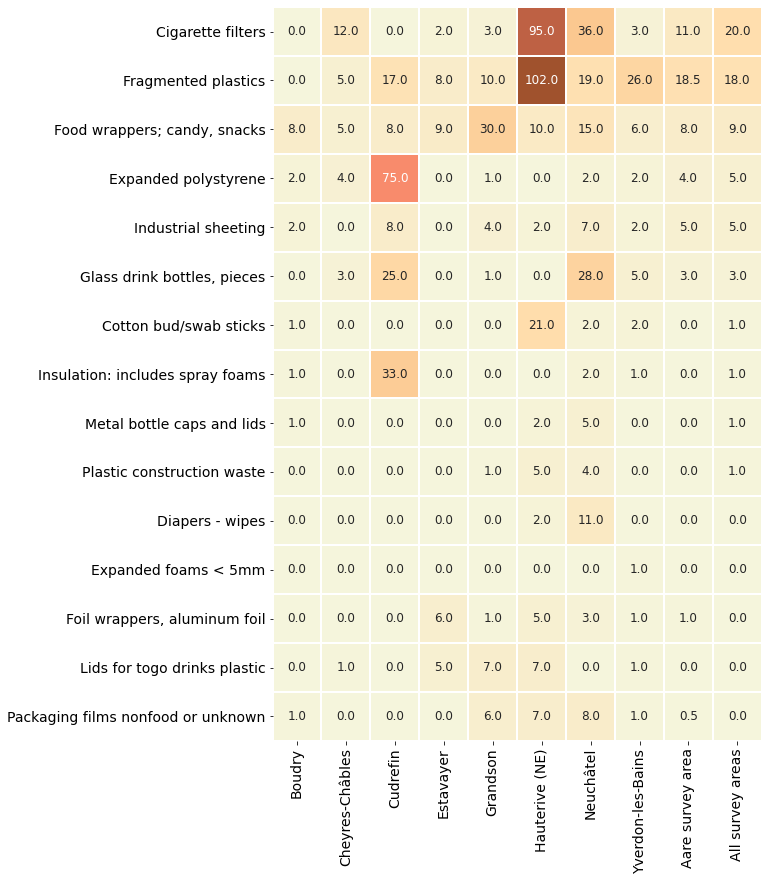 Cigarette filters 0.0 12.0 0.0 2.0 3.0 95.0 36.0 3.0 11.0 20.0
Fragmented plastics 0.0 5.0 17.0 8.0 10.0 102.0 19.0 26.0 18.5 18.0
Food wrappers; candy, snacks 8.0 5.0 8.0 9.0 30.0 10.0 15.0 6.0 8.0 9.0
Expanded polystyrene 2.0 4.0 75.0 0.0 1.0 0.0 2.0 2.0 4.0 5.0
Industrial sheeting 2.0 0.0 8.0 0.0 4.0 2.0 7.0 2.0 5.0 5.0
Glass drink bottles, pieces 0.0 3.0 25.0 0.0 1.0 0.0 28.0 5.0 3.0 3.0
Cotton bud/swab sticks 1.0 0.0 0.0 0.0 0.0 21.0 2.0 2.0 0.0 1.0
Insulation: includes spray foams 1.0 0.0 33.0 0.0 0.0 0.0 2.0 1.0 0.0 1.0
Metal bottle caps and lids 1.0 0.0 0.0 0.0 0.0 2.0 5.0 0.0 0.0 1.0
Plastic construction waste 0.0 0.0 0.0 0.0 1.0 5.0 4.0 0.0 0.0 1.0
Diapers - wipes 0.0 0.0 0.0 0.0 0.0 2.0 11.0 0.0 0.0 0.0
Expanded foams < 5mm 0.0 0.0 0.0 0.0 0.0 0.0 0.0 1.0 0.0 0.0
Foil wrappers, aluminum foil 0.0 0.0 0.0 6.0 1.0 5.0 3.0 1.0 1.0 0.0
Lids for togo drinks plastic 0.0 1.0 0.0 5.0 7.0 7.0 0.0 1.0 0.0 0.0
Packaging films nonfood or unknown 1.0 0.0 0.0 0.0 6.0 7.0 8.0 1.0 0.5 0.0
Boudry
Cheyres-Châbles
Cudrefin
Estavayer
Grandson
Hauterive (NE)
Neuchâtel
Yverdon-les-Bains
Aare survey area
All survey areas